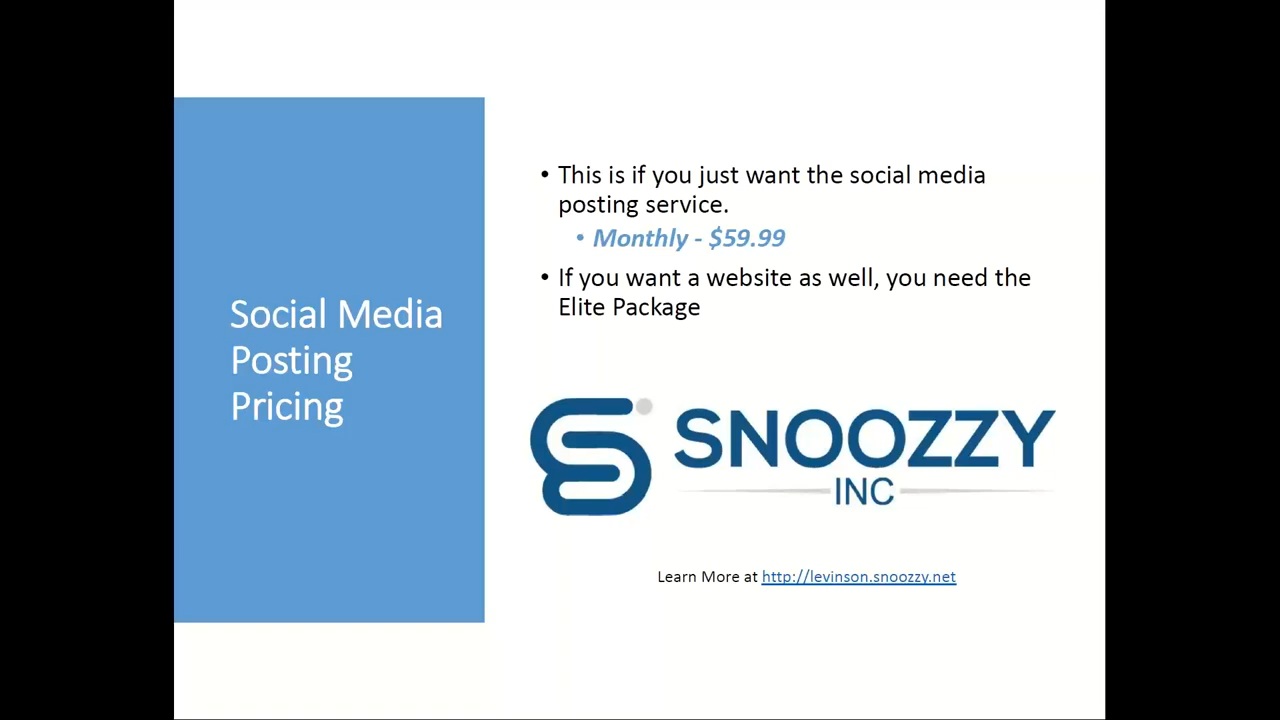 Social Media
Posting
Pricing
• This is if you just want the social media
posting service.
• Monthly - $59.99
• If you want a website as well, you need the
Elite Package
SNOOZZY
INC
Learn More at http://levinson.snoozzy.net